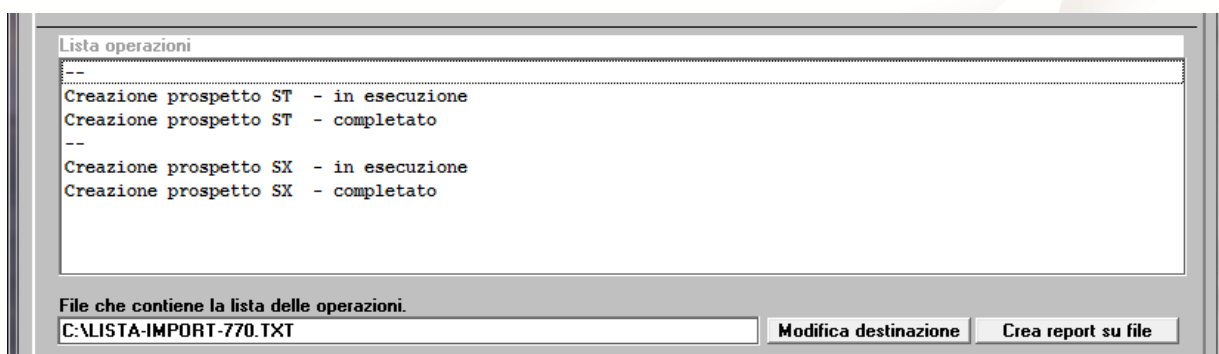 Lista operazioni
--
Creazione prospetto ST  - in esecuzione
Creazione prospetto ST  - completato
--
Creazione prospetto SX  - in esecuzione
Creazione prospetto SX  - completato
File che contiene la lista delle operazioni.
C:\LISTA-IMPORT-770.TXT Modifica destinazione Crea report su file